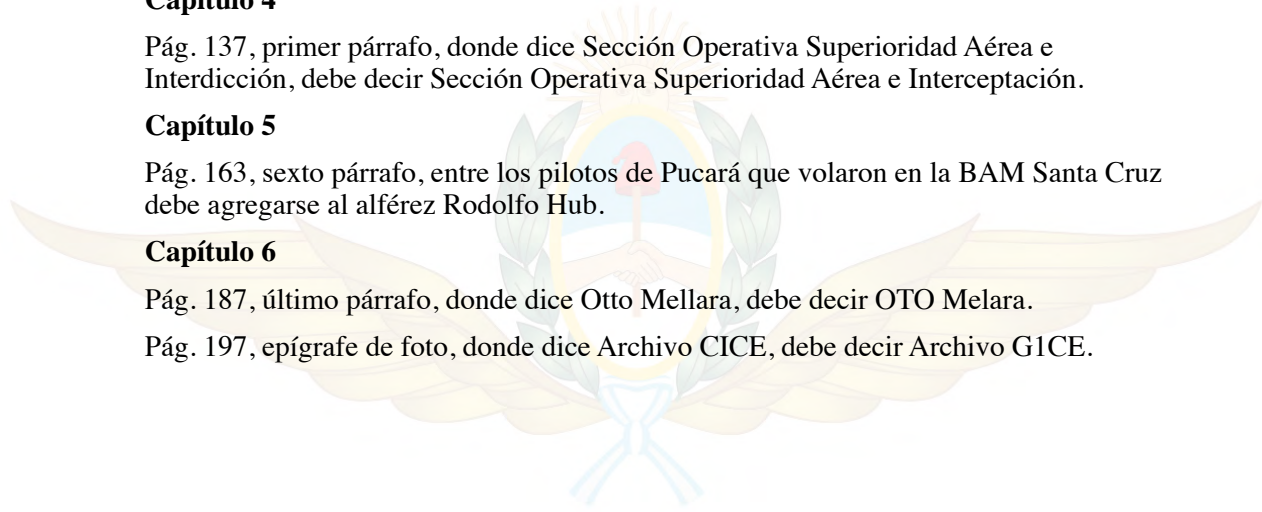 Capítulo 4
Pág. 137, primer párrafo, donde dice Sección Operativa Superioridad Aérea e
Interdicción, debe decir Sección Operativa Superioridad Aérea e Interceptación.
Capítulo 5
Pág. 163, sexto párrafo, entre los pilotos de Pucará que volaron en la BAM Santa Cruz
debe agregarse al alférez Rodolfo Hub.
Capítulo 6
Pág. 187, último párrafo, donde dice Otto Mellara, debe decir OTO Melara.
Pág. 197, epígrafe de foto, donde dice Archivo CICE, debe decir Archivo G1CE.